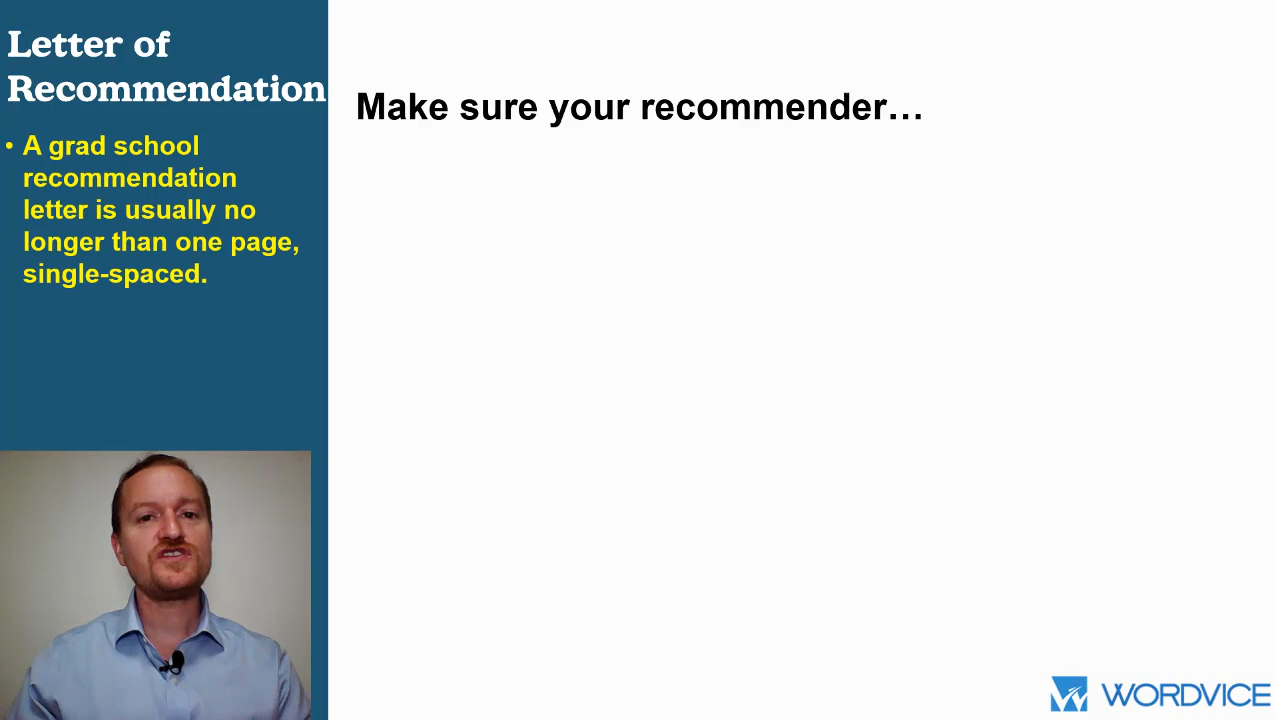 Letter of
Recommendation
• A grad school
recommendation
letter is usually no
longer than one page,
single-spaced.
Make sure your recommender…
WORDVICE